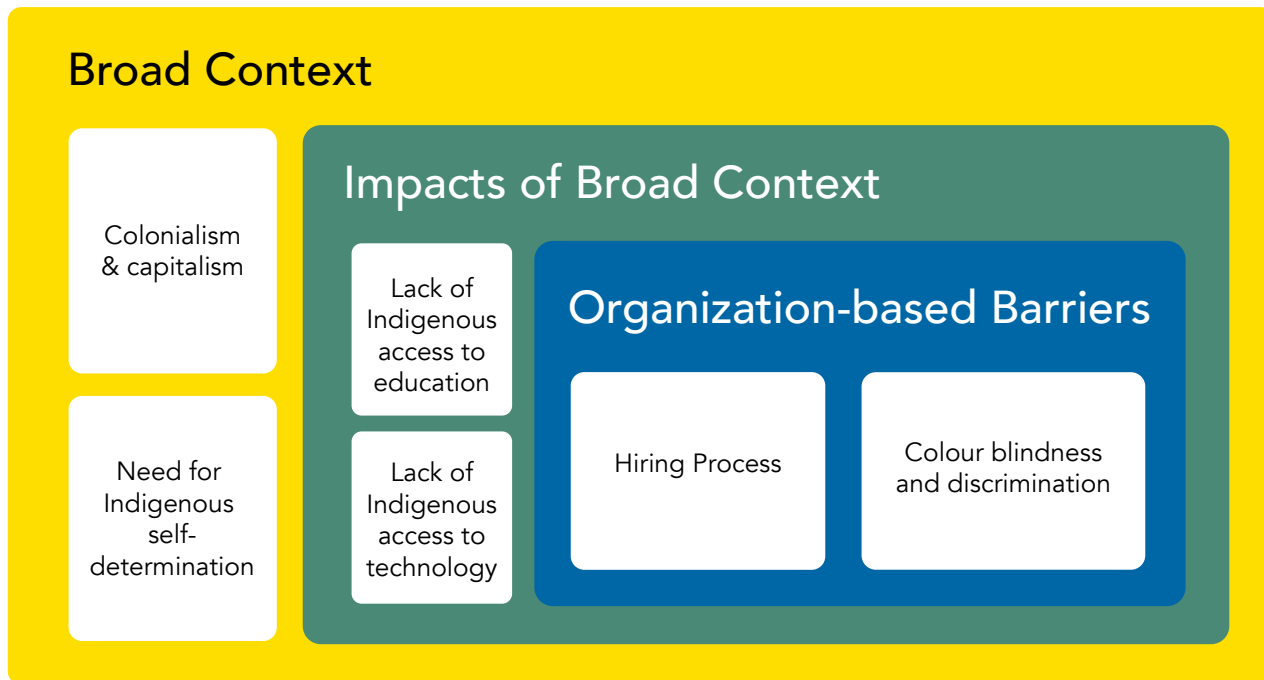 Broad Context
Colonialism
& capitalism
Need for
Indigenous
self-
determination
Impacts of Broad Context
Lack of
Indigenous
access to
education
Lack of
Indigenous
access to
technology
Organization-based Barriers
Hiring Process
Colour blindness
and discrimination